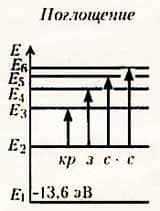 Поглощение
E
E6
E5
E4
E3
E2
кр з с · с
E1 -13,6 эВ